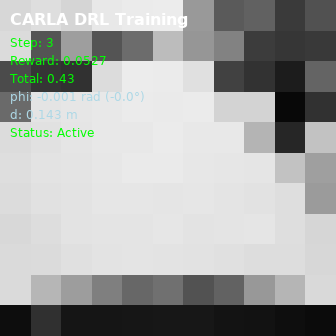 CARLA DRL Training
Step: 3
Reward: 0.0527
Total: 0.43
phi: -0.001 rad (-0.0°)
d: 0.143 m
Status: Active